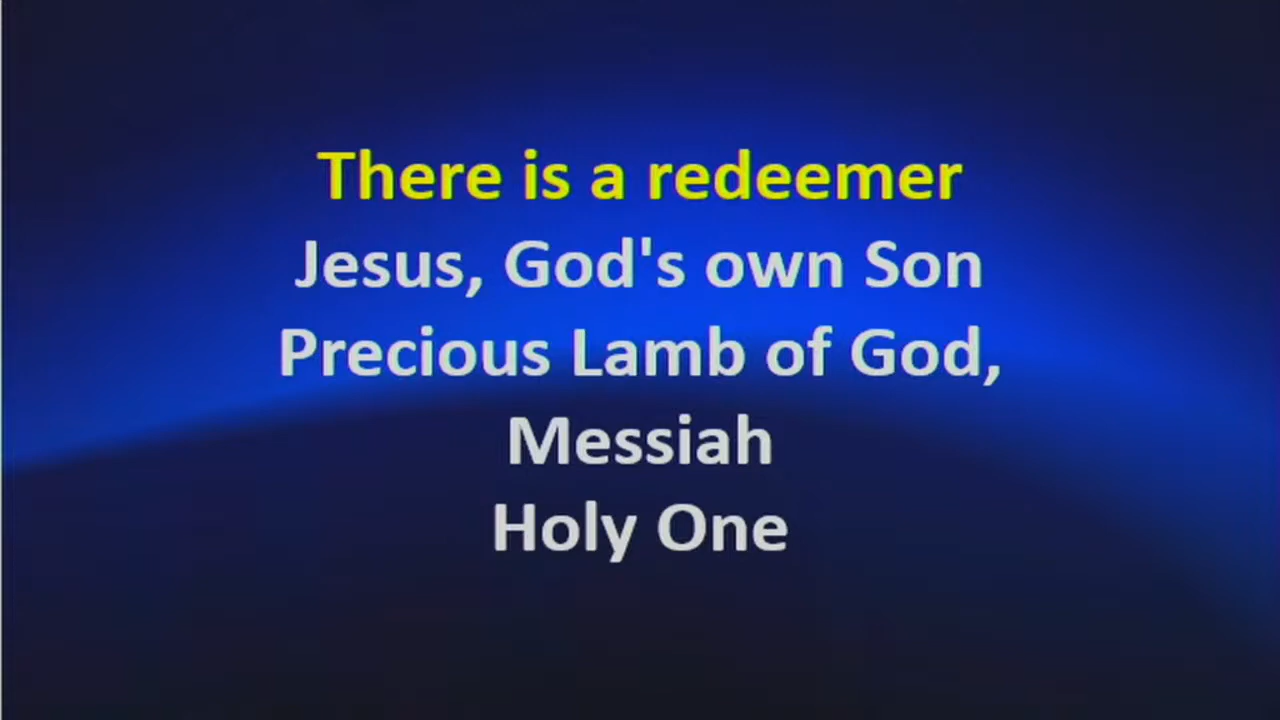 There is a redeemer
Jesus, God's own Son
Precious Lamb of God,
Messiah
Holy One